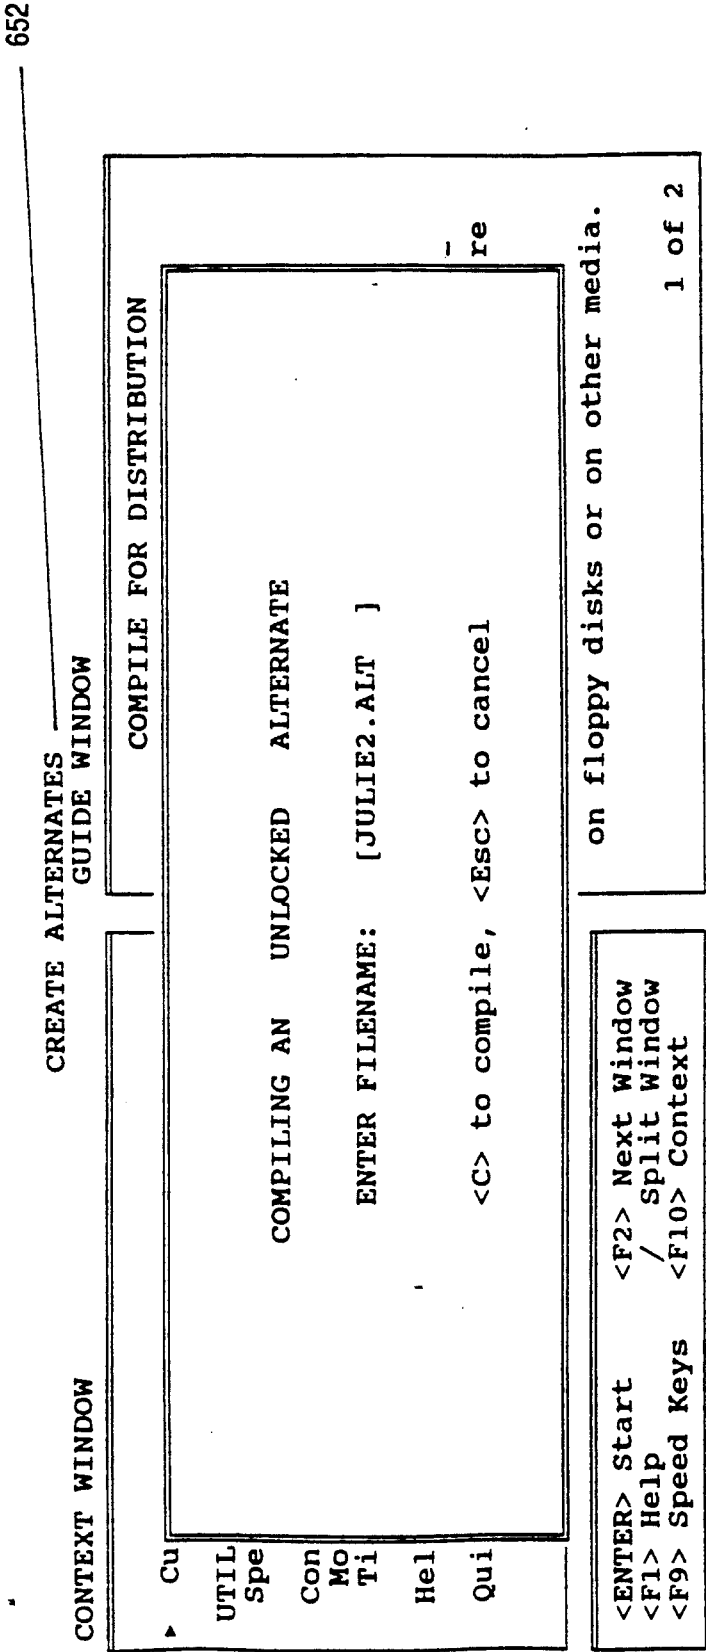 652
CREATE ALTERNATES
CONTEXT WINDOW GUIDE WINDOW
COMPILE FOR DISTRIBUTION
► Cu
UTIL
Spe
COMPILING AN UNLOCKED ALTERNATE
Con
Mo
Ti
ENTER FILENAME: [JULIE2.ALT ]
Hel
Qui
<C> to compile, <Esc> to cancel
re
on floppy disks or on other media.
1 of 2
<ENTER> Start <F2> Next Window
<F1> Help / Split Window
<F9> Speed Keys <F10> Context